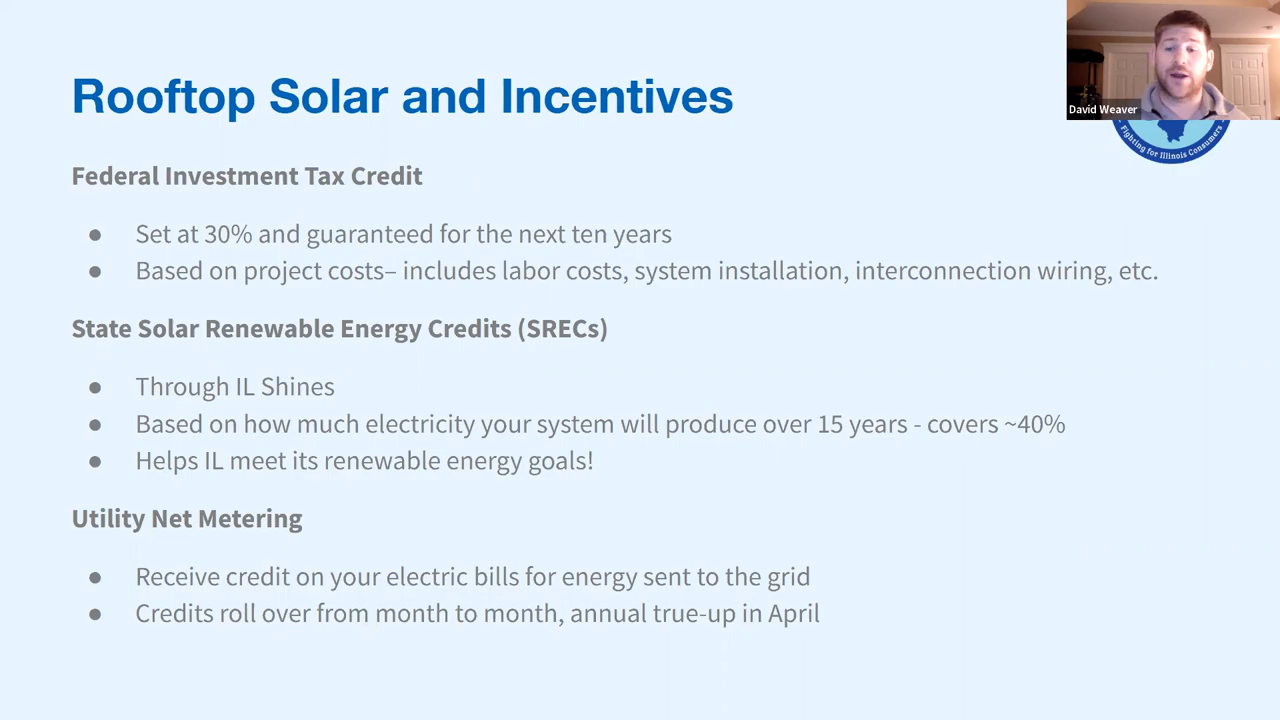 Rooftop Solar and Incentives
David Weaver
Fighting for Illinois Consumers
Federal Investment Tax Credit
● Set at 30% and guaranteed for the next ten years
● Based on project costs– includes labor costs, system installation, interconnection wiring, etc.
State Solar Renewable Energy Credits (SRECs)
● Through IL Shines
● Based on how much electricity your system will produce over 15 years - covers ~40%
● Helps IL meet its renewable energy goals!
Utility Net Metering
● Receive credit on your electric bills for energy sent to the grid
● Credits roll over from month to month, annual true-up in April